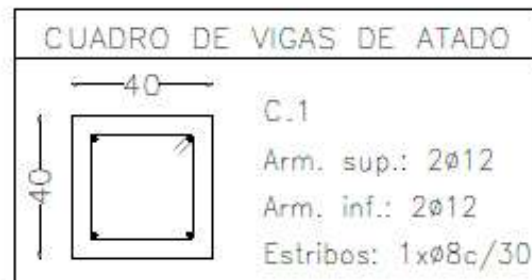 CUADRO DE VIGAS DE ATADO
40
40
C.1
Arm. sup.: 2ø12
Arm. inf.: 2ø12
Estribos: 1xø8c/30